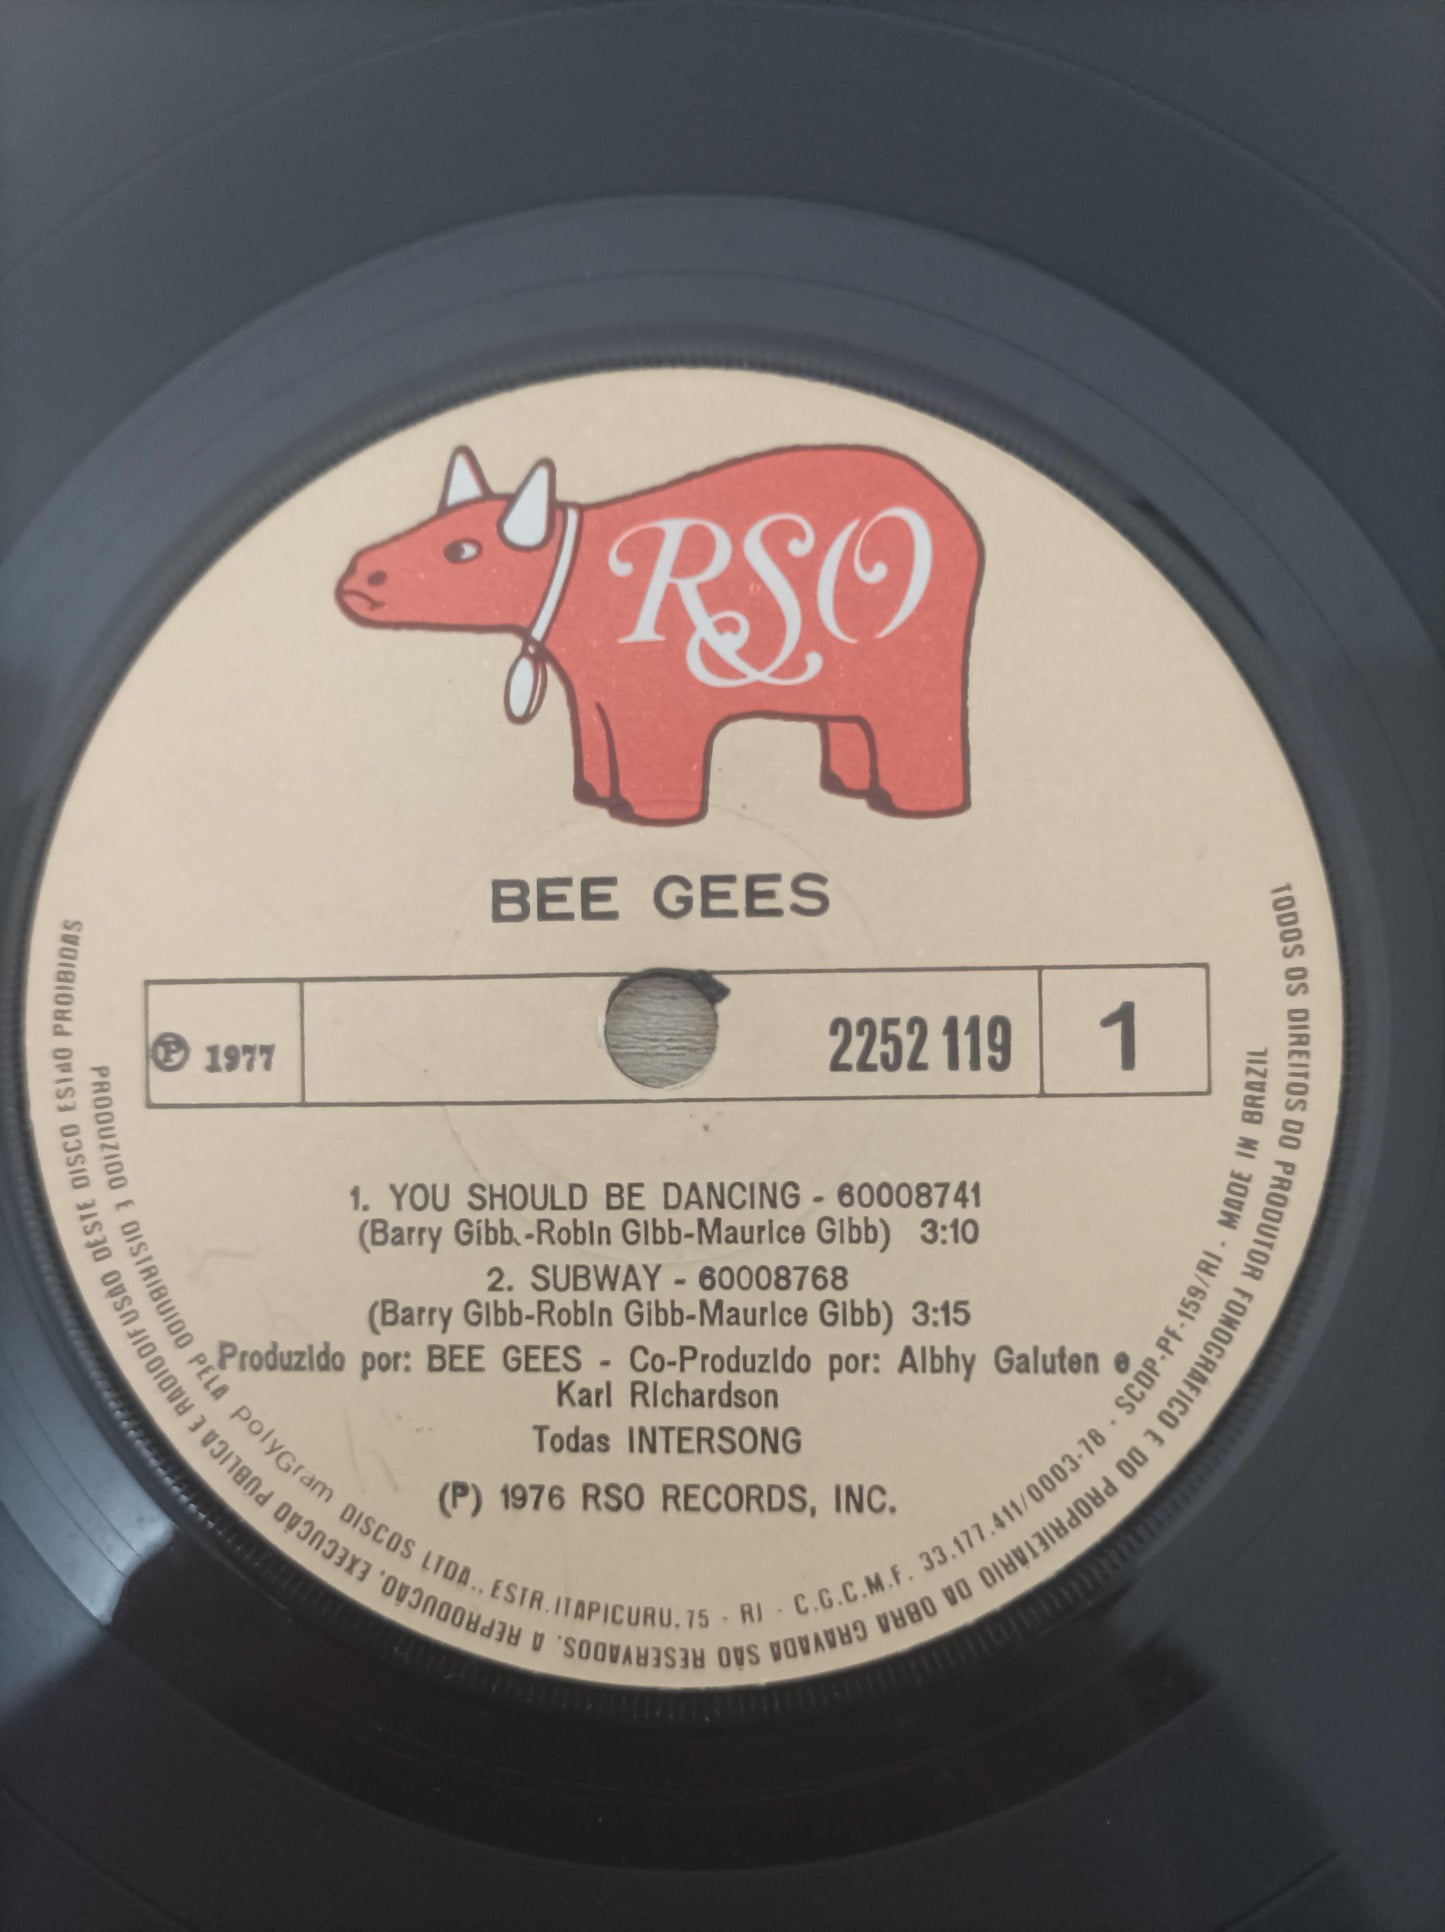 RSO
BEE GEES
Ⓟ 1977
2252 119
1
1. YOU SHOULD BE DANCING - 60008741
(Barry Gibb.-Robin Gibb-Maurice Gibb) 3:10
2. SUBWAY - 60008768
(Barry Gibb-Robin Gibb-Maurice Gibb) 3:15
Produzido por: BEE GEES - Co-Produzido por: Albhy Galuten e
Karl Richardson
Todas INTERSONG
(P) 1976 RSO RECORDS, INC.
PRODUZIDO E DISTRIBUIDO PELA PolyGram DISCOS LTDA., ESTR. ITAPICURU, 75 - RJ - C.G.C.M.F. 33.177.411/0003-78 - SCDP-PF-159/RJ - MADE IN BRAZIL
TODOS OS DIREITOS DO PRODUTOR FONOGRÁFICO E DO PROPRIETÁRIO DA OBRA GRAVADA SÃO RESERVADOS. A REPRODUÇÃO, EXECUÇÃO PÚBLICA E RADIODIFUSÃO DESTE DISCO ESTÃO PROIBIDAS